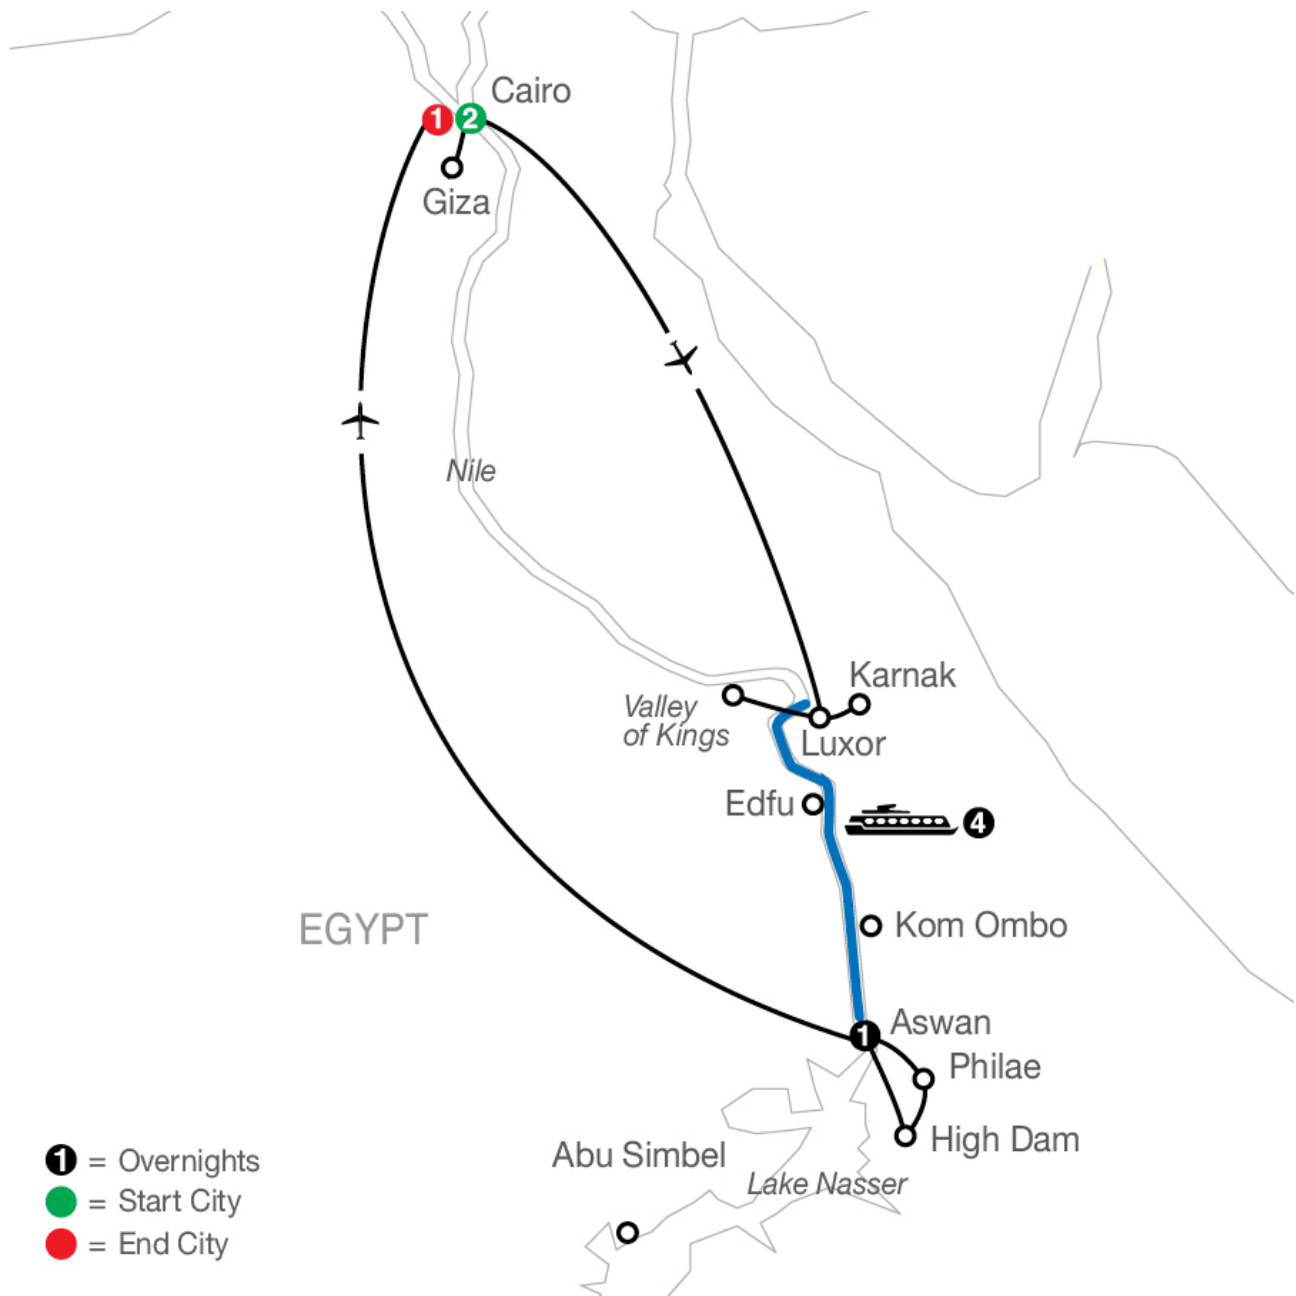 Cairo
1 2
Giza
Nile
Karnak
Valley
of Kings
Luxor
Edfu
4
EGYPT
Kom Ombo
Aswan
1
Philae
High Dam
Abu Simbel
Lake Nasser
1 = Overnights
= Start City
= End City